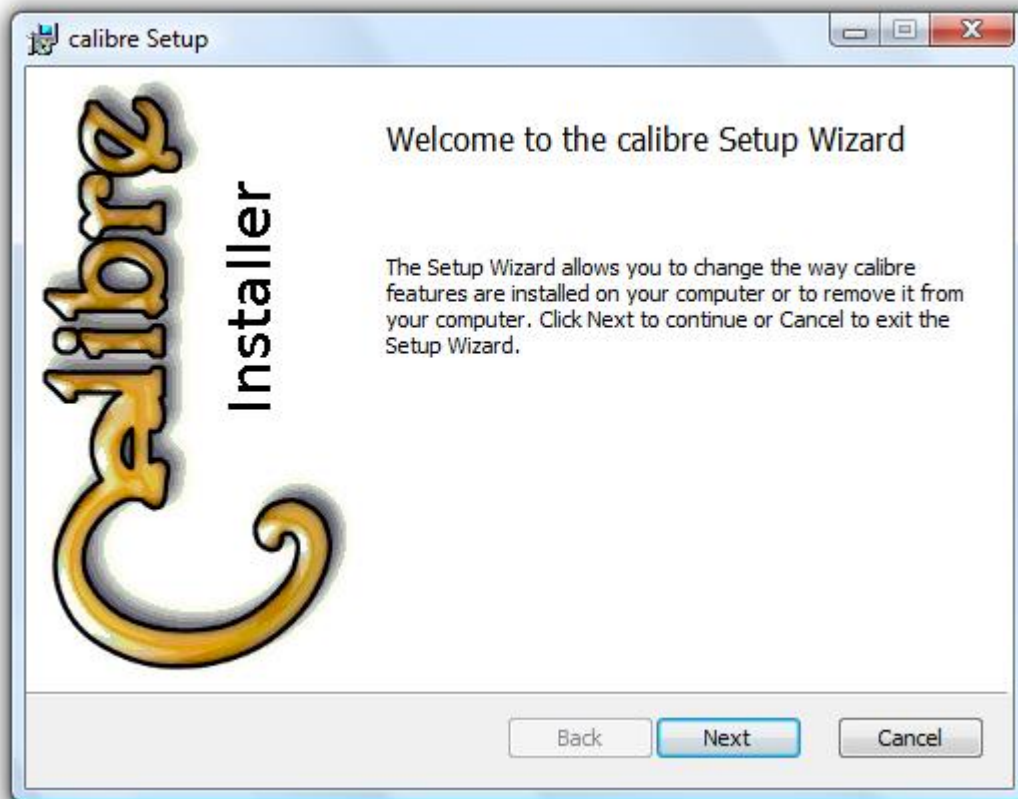 calibre Setup
calibre
Installer
Welcome to the calibre Setup Wizard
The Setup Wizard allows you to change the way calibre
features are installed on your computer or to remove it from
your computer. Click Next to continue or Cancel to exit the
Setup Wizard.
Back
Next
Cancel